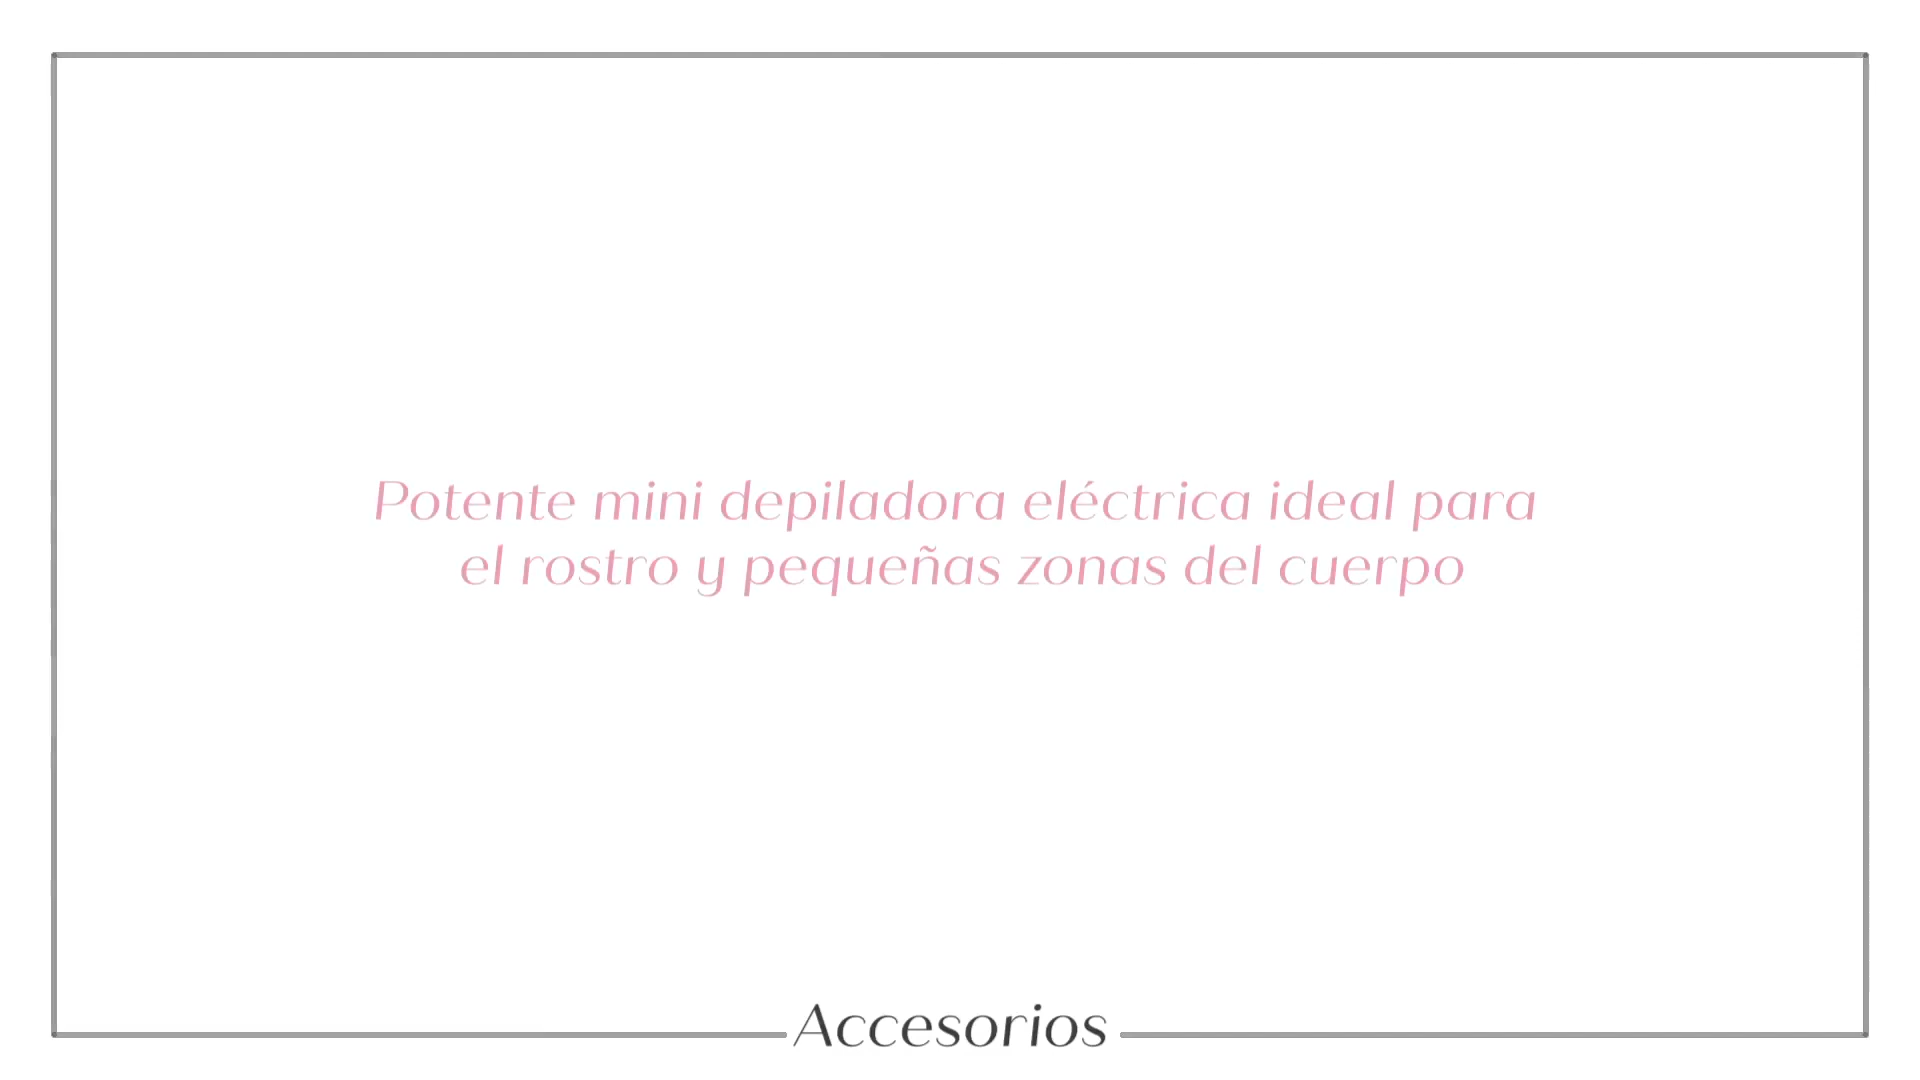 Potente mini depiladora eléctrica ideal para
el rostro y pequeñas zonas del cuerpo
Accesorios